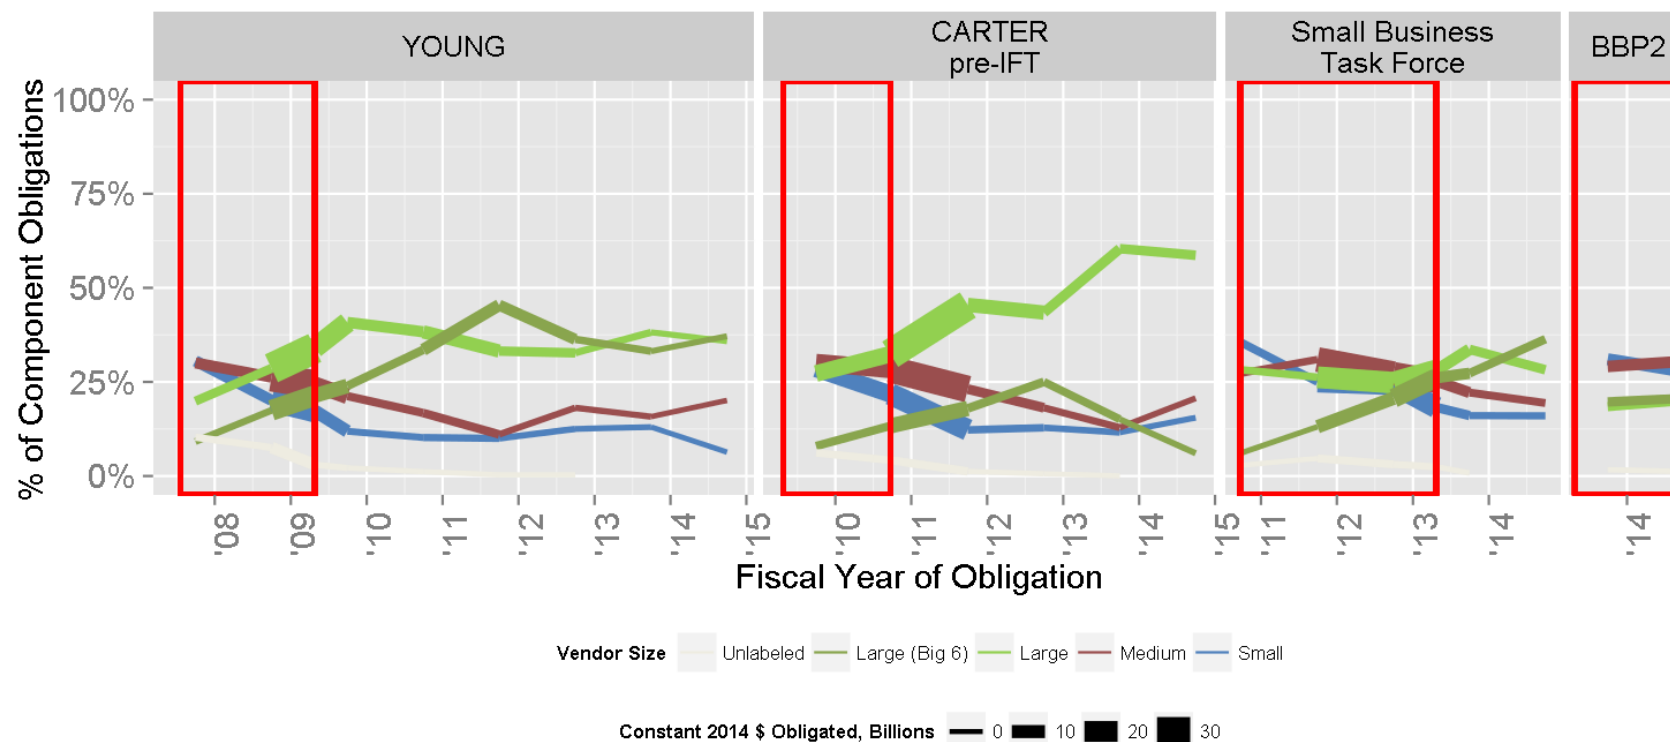 YOUNG
CARTER
pre-IFT
Small Business
Task Force
BBP2
% of Component Obligations
100%
75%
50%
25%
0%
'08 '09 '10 '11 '12 '13 '14 '15
'10 '11 '12 '13 '14 '15
'11 '12 '13 '14
'14
Fiscal Year of Obligation
Vendor Size Unlabeled Large (Big 6) Large Medium Small
Constant 2014 $ Obligated, Billions 0 10 20 30